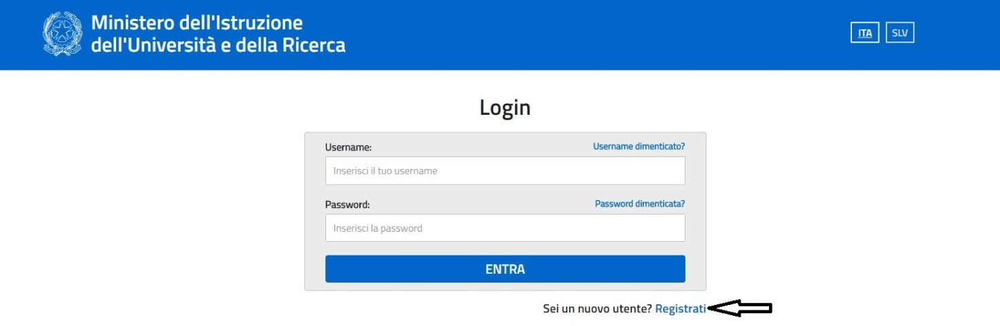 Ministero dell'Istruzione
dell'Università e della Ricerca
ITA SLV
Login
Username: Username dimenticato?
Inserisci il tuo username
Password: Password dimenticata?
Inserisci la password
ENTRA
Sei un nuovo utente? Registrati